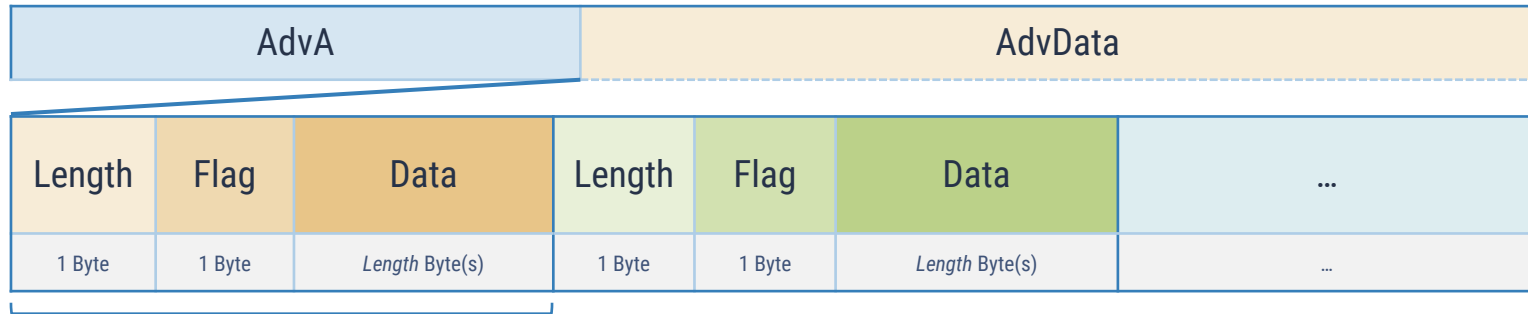 AdvA AdvData
Length Flag Data Length Flag Data ...
1 Byte 1 Byte Length Byte(s) 1 Byte 1 Byte Length Byte(s) ...